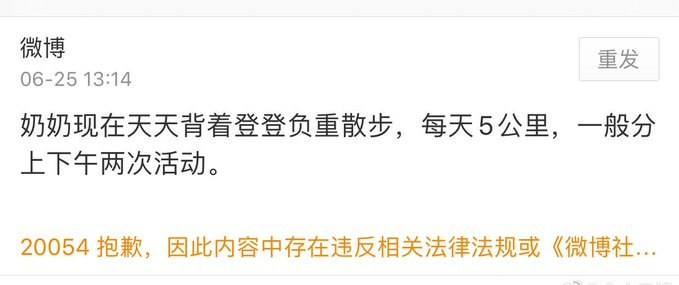 微博
重发
06-25 13:14
奶奶现在天天背着登登负重散步，每天5公里，一般分
上下午两次活动。
20054 抱歉，因此内容中存在违反相关法律法规或《微博社...